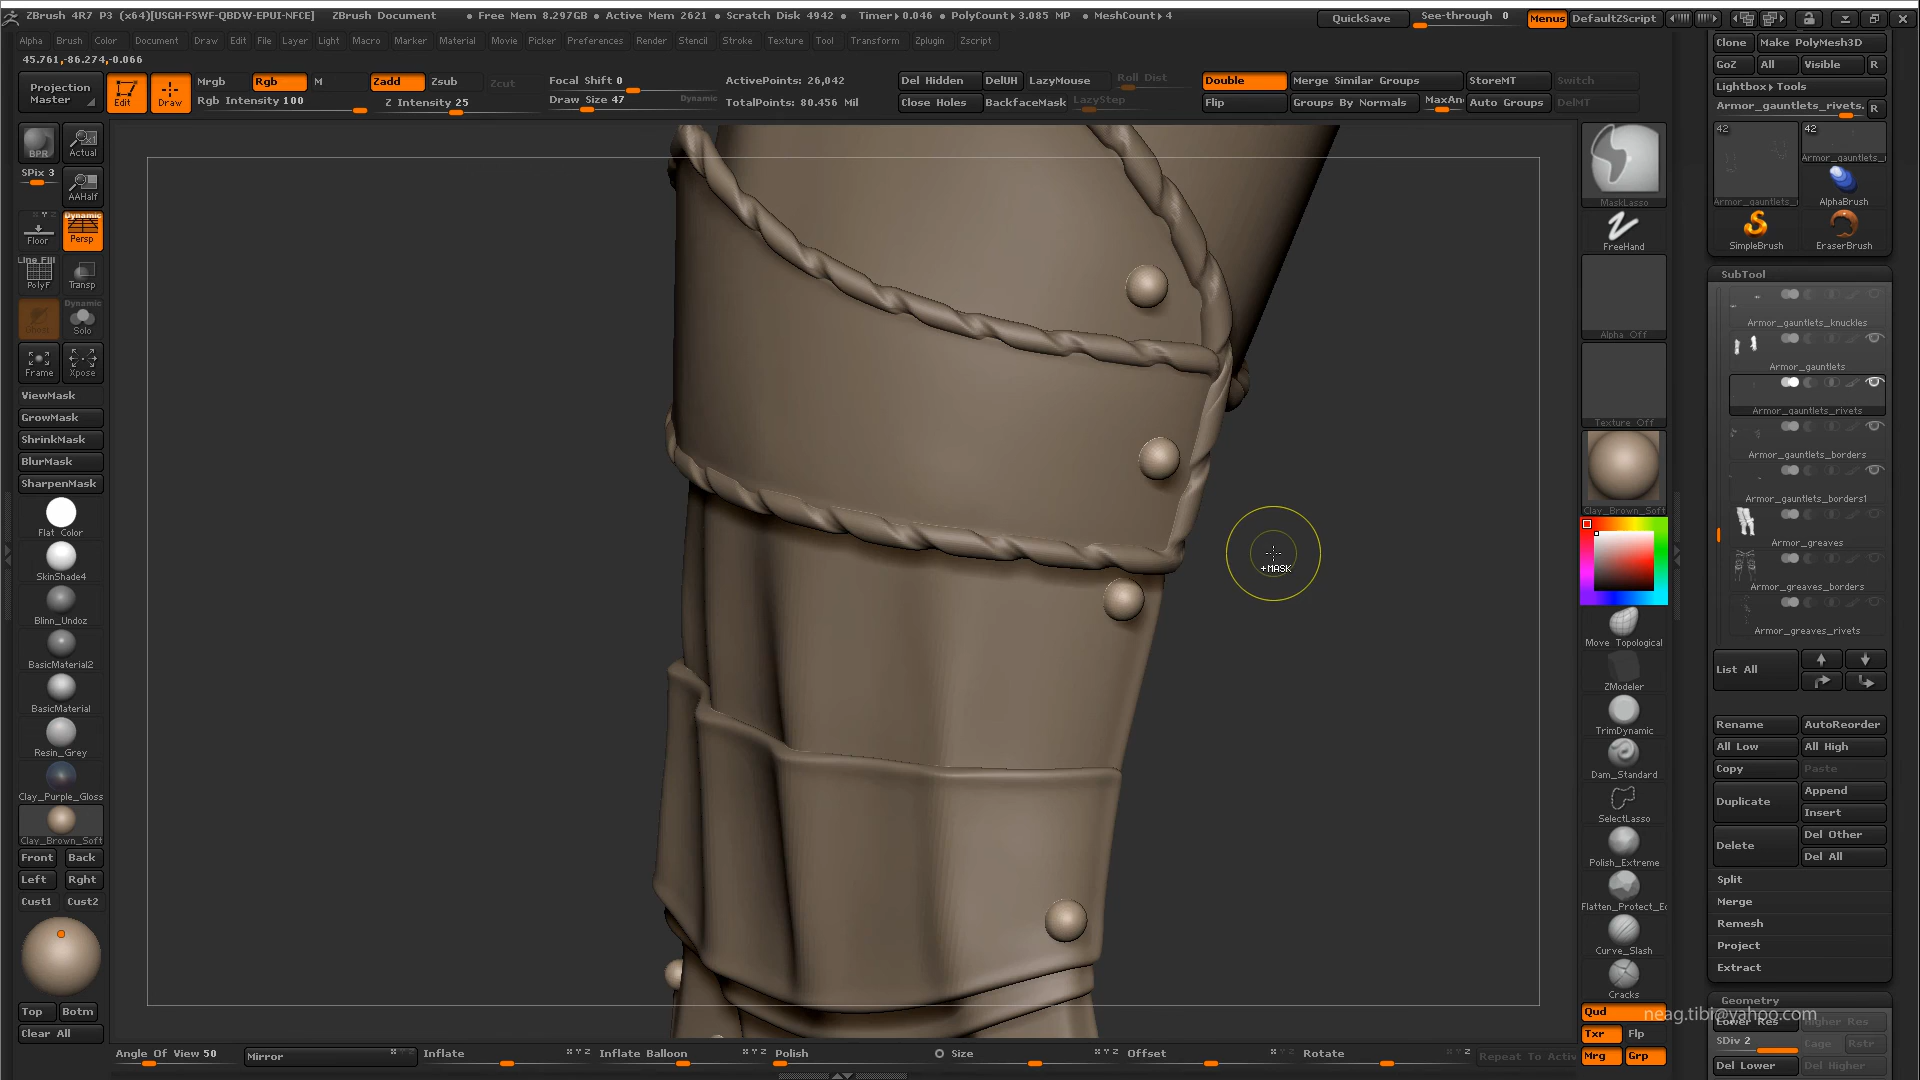 ZBrush 4R7 P3 (x64)[USGH-FSWF-QBDW-EPUI-NFCE] ZBrush Document • Free Mem 8.297GB • Active Mem 2621 • Scratch Disk 4942 • Timer▸0.046 • PolyCount▸3.085 MP • MeshCount▸4 QuickSave See-through 0 Menus DefaultZScript
Alpha Brush Color Document Draw Edit File Layer Light Macro Marker Material Movie Picker Preferences Render Stencil Stroke Texture Tool Transform Zplugin Zscript
45.761,-86.274,-0.066
Projection Master
Edit
Draw
Mrgb Rgb M Zadd Zsub Zcut
Rgb Intensity 100 Z Intensity 25
Focal Shift 0
Draw Size 47 Dynamic
ActivePoints: 26,042
TotalPoints: 80.456 Mil
Del Hidden DelUH LazyMouse Roll Dist
Close Holes BackfaceMask LazyStep
Double Merge Similar Groups StoreMT Switch
Flip Groups By Normals MaxAn Auto Groups DelMT
BPR
Actual
SPix 3
AAHalf
Floor
Dynamic
Persp
Line Fill
PolyF
Transp
Ghost
Dynamic
Solo
Frame
Xpose
ViewMask
GrowMask
ShrinkMask
BlurMask
SharpenMask
Flat Color
SkinShade4
Blinn_Undoz
BasicMaterial2
BasicMaterial
Resin_Grey
Clay_Purple_Gloss
Clay_Brown_Soft
Front Back
Left Rght
Cust1 Cust2
Top Botm
Clear All
+MASK
Angle Of View 50 Mirror Inflate Inflate Balloon Polish Size Offset Rotate Repeat To Activ
MaskLasso
FreeHand
Alpha Off
Texture Off
Clay_Brown_Soft
Move Topological
ZModeler
TrimDynamic
Dam_Standard
SelectLasso
Polish_Extreme
Flatten_Protect_Ed
Curve_Slash
Cracks
Qud
Txr Flp
Mrg Grp
Clone Make PolyMesh3D
GoZ All Visible R
Lightbox▸Tools
Armor_gauntlets_rivets. R
42 42
Armor_gauntlets_
Armor_gauntlets_
AlphaBrush
SimpleBrush EraserBrush
SubTool
Armor_gauntlets_knuckles
Armor_gauntlets
Armor_gauntlets_rivets
Armor_gauntlets_borders
Armor_gauntlets_borders1
Armor_greaves
Armor_greaves_borders
Armor_greaves_rivets
List All
Rename AutoReorder
All Low All High
Copy Paste
Duplicate Append
Insert
Delete Del Other
Del All
Split
Merge
Remesh
Project
Extract
Geometry
neag.tibi@yahoo.com
Lower Res Higher Res
SDiv 2 Cage Rstr
Del Lower Del Higher